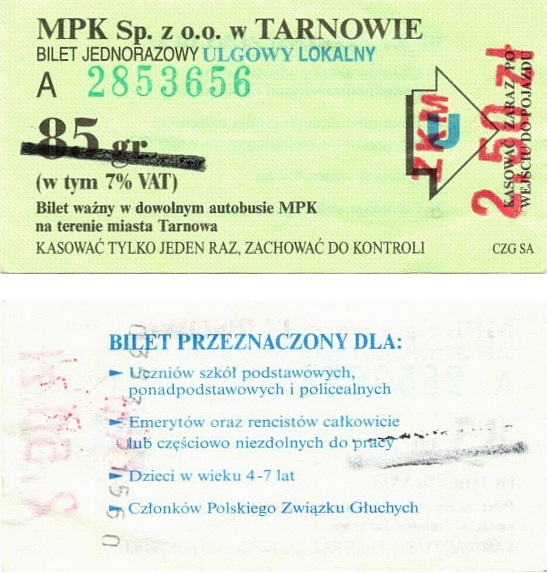 MPK Sp. z o.o. w TARNOWIE
BILET JEDNORAZOWY ULGOWY LOKALNY
A 2853656
85 gr
(w tym 7% VAT)
Bilet ważny w dowolnym autobusie MPK
na terenie miasta Tarnowa
KASOWAĆ TYLKO JEDEN RAZ, ZACHOWAĆ DO KONTROLI
CZG SA
U
ZKM
2,50 zł
KASOWAĆ ZARAZ PO
WEJŚCIU DO POJAZDU
BILET PRZEZNACZONY DLA:
Uczniów szkół podstawowych,
ponadpodstawowych i policealnych
Emerytów oraz rencistów całkowicie
lub częściowo niezdolnych do pracy
Dzieci w wieku 4-7 lat
Członków Polskiego Związku Głuchych